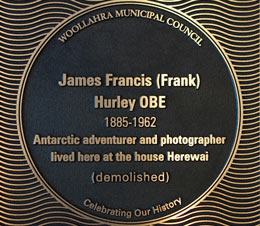 WOOLLAHRA MUNICIPAL COUNCIL
James Francis (Frank)
Hurley OBE
1885-1962
Antarctic adventurer and photographer
lived here at the house Herewai
(demolished)
Celebrating Our History